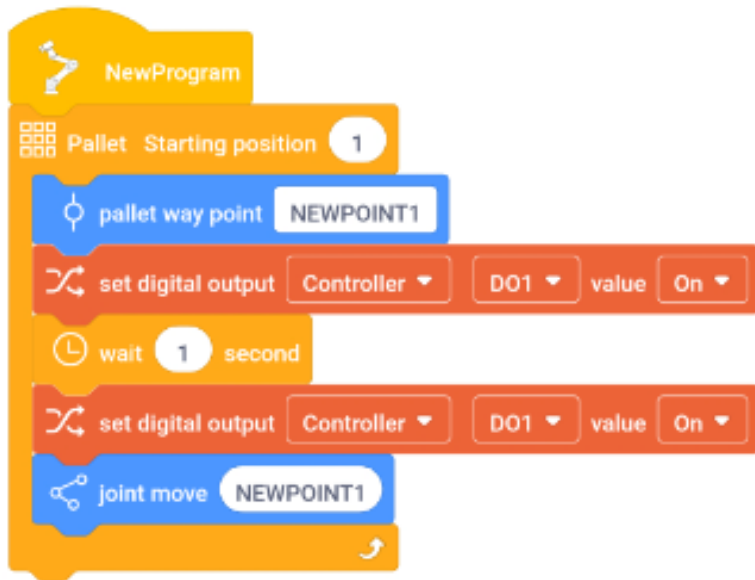 NewProgram
Pallet Starting position 1
pallet way point NEWPOINT1
set digital output Controller DO1 value On
wait 1 second
set digital output Controller DO1 value On
joint move NEWPOINT1